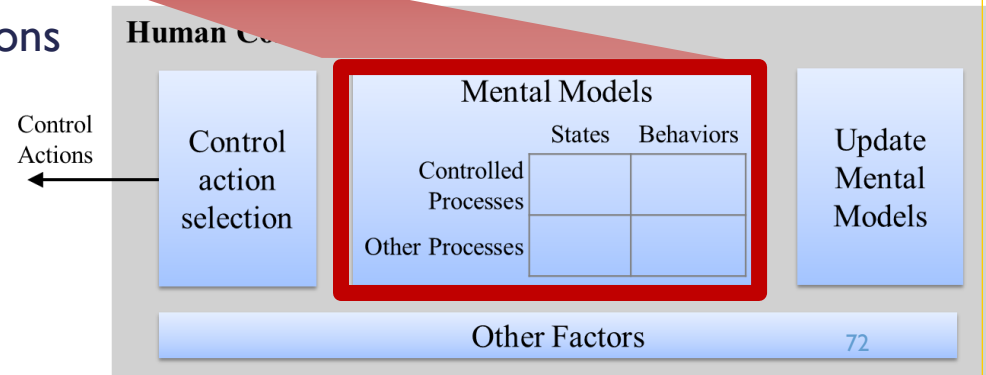 ons
Human
Control
Actions
Control
action
selection
Mental Models
States Behaviors
Controlled
Processes
Other Processes
Update
Mental
Models
Other Factors
72